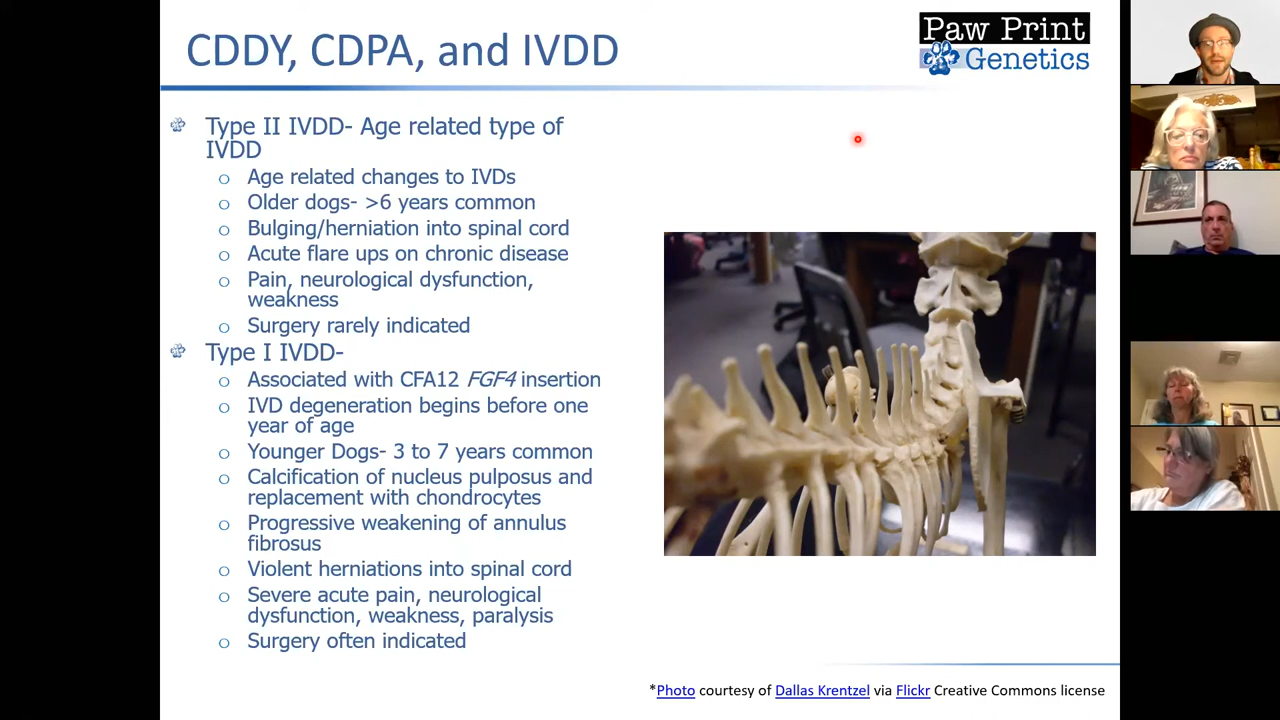 CDDY, CDPA, and IVDD
Paw Print
Genetics
Type II IVDD- Age related type of
IVDD
o Age related changes to IVDs
o Older dogs- >6 years common
o Bulging/herniation into spinal cord
o Acute flare ups on chronic disease
o Pain, neurological dysfunction,
weakness
o Surgery rarely indicated
Type I IVDD-
o Associated with CFA12 FGF4 insertion
o IVD degeneration begins before one
year of age
o Younger Dogs- 3 to 7 years common
o Calcification of nucleus pulposus and
replacement with chondrocytes
o Progressive weakening of annulus
fibrosus
o Violent herniations into spinal cord
o Severe acute pain, neurological
dysfunction, weakness, paralysis
o Surgery often indicated
*Photo courtesy of Dallas Krentzel via Flickr Creative Commons license